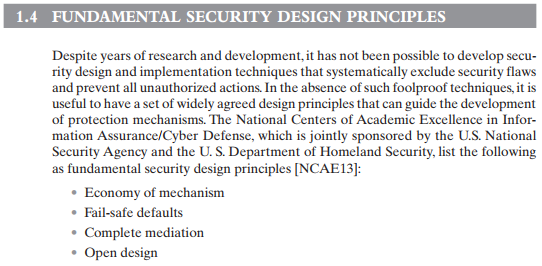 1.4 FUNDAMENTAL SECURITY DESIGN PRINCIPLES
Despite years of research and development, it has not been possible to develop secu-
rity design and implementation techniques that systematically exclude security flaws
and prevent all unauthorized actions. In the absence of such foolproof techniques, it is
useful to have a set of widely agreed design principles that can guide the development
of protection mechanisms. The National Centers of Academic Excellence in Infor-
mation Assurance/Cyber Defense, which is jointly sponsored by the U.S. National
Security Agency and the U. S. Department of Homeland Security, list the following
as fundamental security design principles [NCAE13]:
• Economy of mechanism
• Fail-safe defaults
• Complete mediation
• Open design